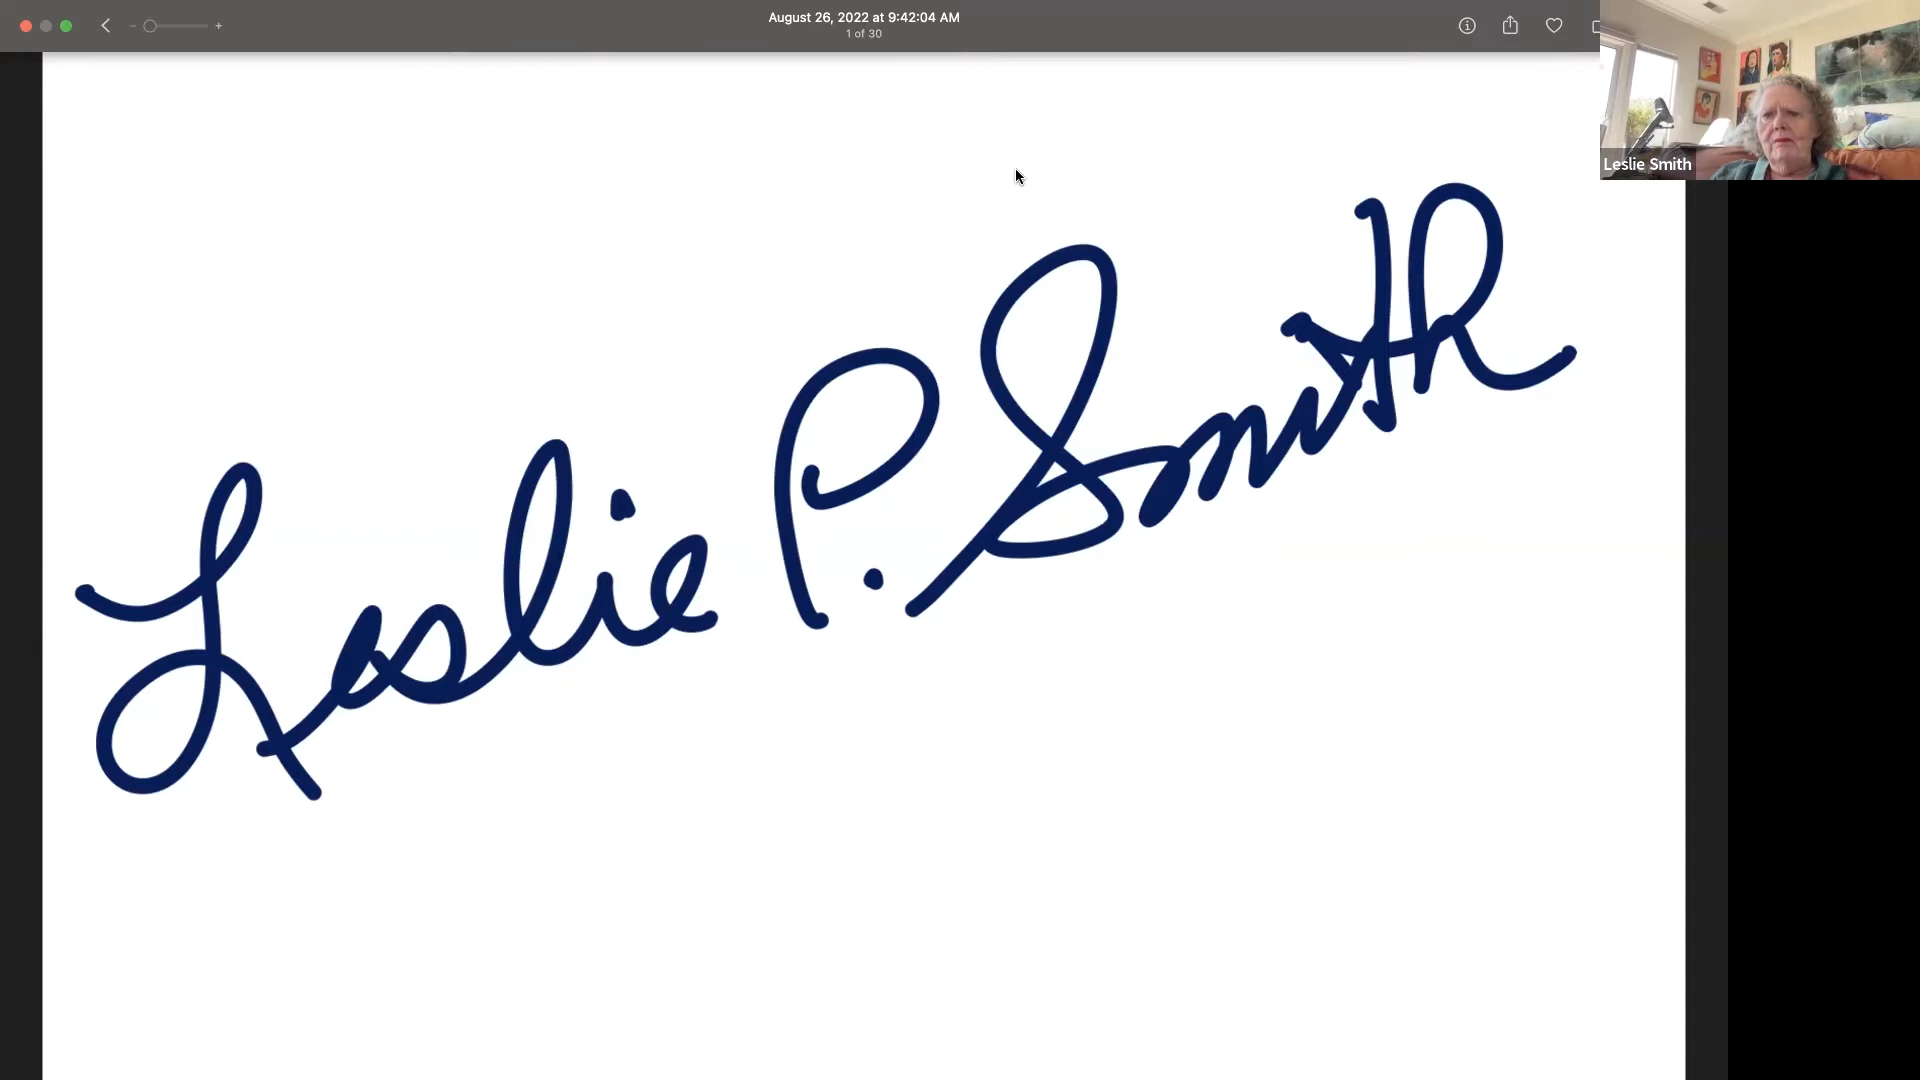 August 26, 2022 at 9:42:04 AM
1 of 30
Leslie Smith
Leslie P. Smith